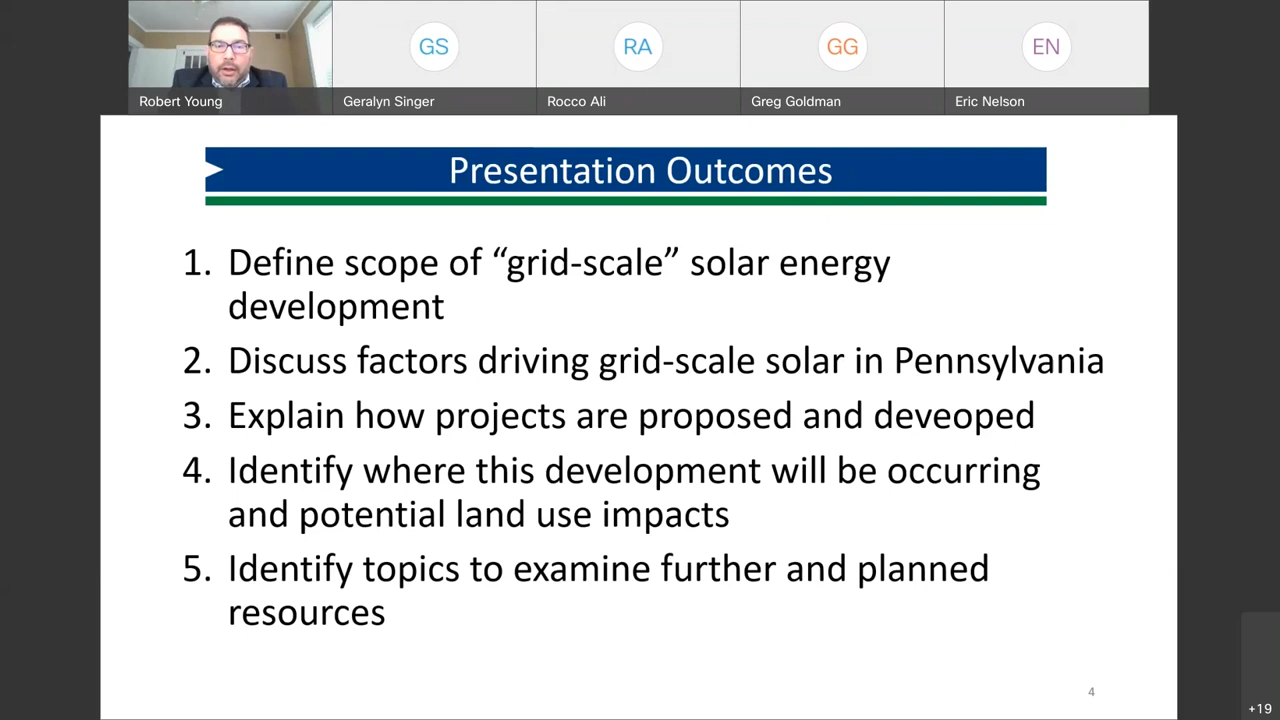 GS
RA
GG
EN
Robert Young
Geralyn Singer
Rocco Ali
Greg Goldman
Eric Nelson
Presentation Outcomes
1. Define scope of “grid-scale” solar energy
development
2. Discuss factors driving grid-scale solar in Pennsylvania
3. Explain how projects are proposed and deveoped
4. Identify where this development will be occurring
and potential land use impacts
5. Identify topics to examine further and planned
resources
4
+19